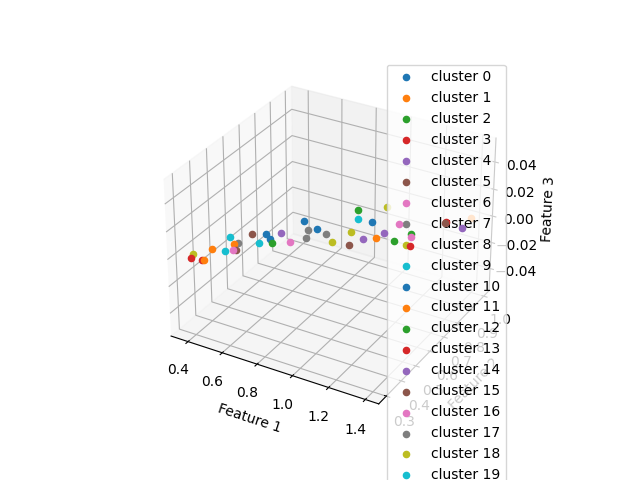 cluster 0
cluster 1
cluster 2
cluster 3
cluster 4
cluster 5
cluster 6
cluster 7
cluster 8
cluster 9
cluster 10
cluster 11
cluster 12
cluster 13
cluster 14
cluster 15
cluster 16
cluster 17
cluster 18
cluster 19
0.04
0.02
0.00
−0.02
−0.04
Feature 3
0.4
0.6
0.8
1.0
1.2
1.4
Feature 1
0.3
0.4
0.9
1.0
Feature